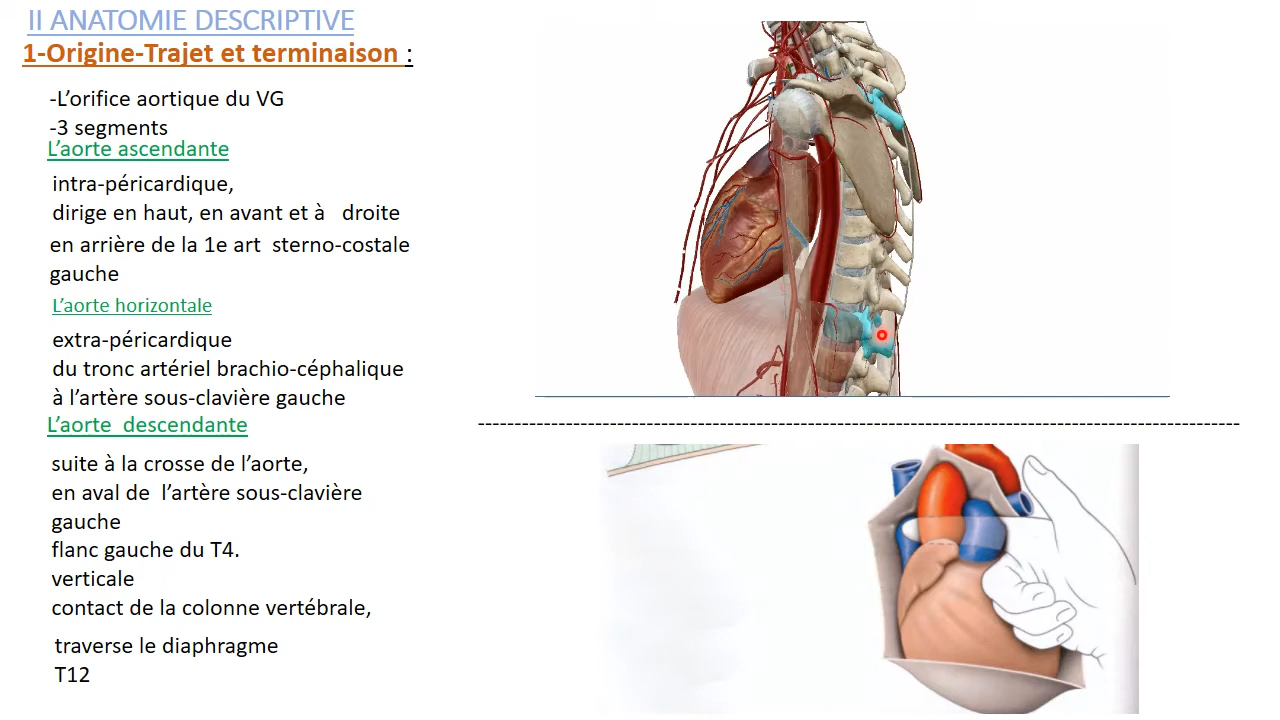 II ANATOMIE DESCRIPTIVE
1-Origine-Trajet et terminaison :
-L’orifice aortique du VG
-3 segments
L’aorte ascendante
intra-péricardique,
dirige en haut, en avant et à droite
en arrière de la 1e art sterno-costale
gauche
L’aorte horizontale
extra-péricardique
du tronc artériel brachio-céphalique
à l’artère sous-clavière gauche
L’aorte descendante
suite à la crosse de l’aorte,
en aval de l’artère sous-clavière
gauche
flanc gauche du T4.
verticale
contact de la colonne vertébrale,
traverse le diaphragme
T12